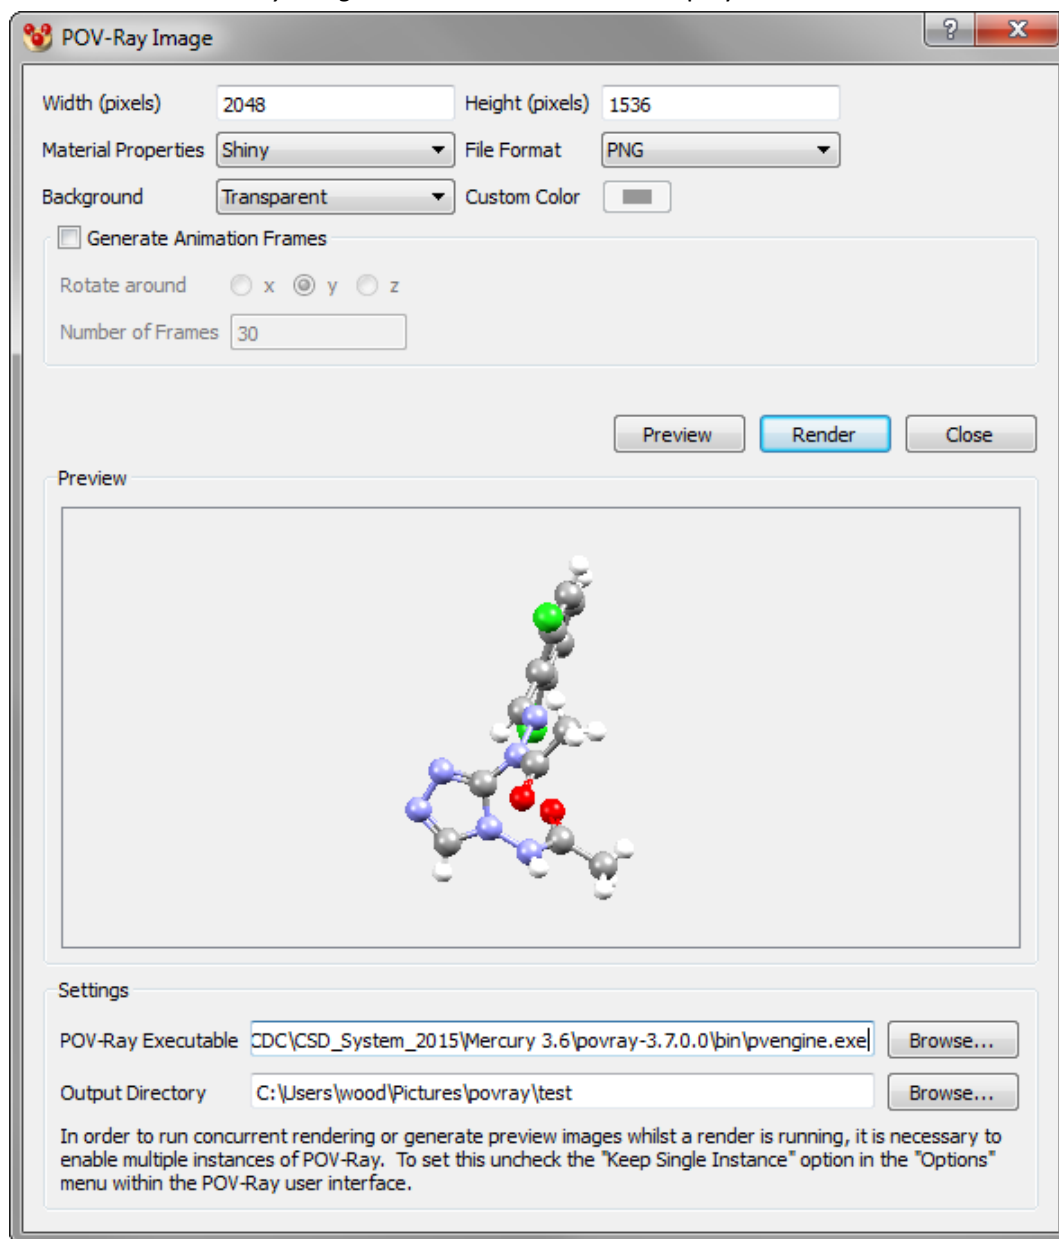 POV-Ray Image
Width (pixels) 2048 Height (pixels) 1536
Material Properties Shiny File Format PNG
Background Transparent Custom Color
Generate Animation Frames
Rotate around x y z
Number of Frames 30
Preview Render Close
Preview
Settings
POV-Ray Executable CDC\CSD_System_2015\Mercury 3.6\povray-3.7.0.0\bin\pvengine.exe Browse...
Output Directory C:\Users\wood\Pictures\povray\test Browse...
In order to run concurrent rendering or generate preview images whilst a render is running, it is necessary to
enable multiple instances of POV-Ray. To set this uncheck the "Keep Single Instance" option in the "Options"
menu within the POV-Ray user interface.